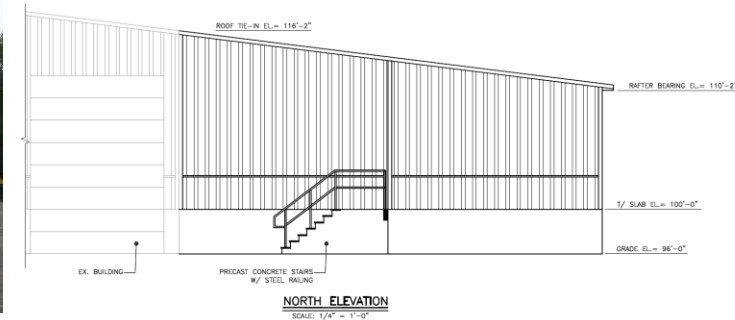 ROOF TIE-IN EL.= 116'-2"
RAFTER BEARING EL.= 110'-2"
T/ SLAB EL.= 100'-0"
GRADE EL.= 96'-0"
EX. BUILDING
PRECAST CONCRETE STAIRS
W/ STEEL RAILING
NORTH ELEVATION
SCALE: 1/4" = 1'-0"